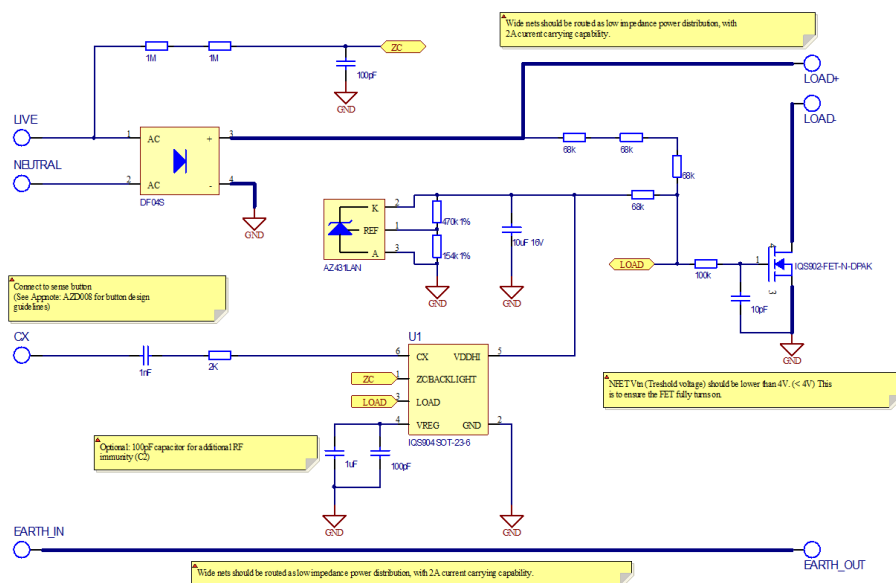 Wide nets should be routed as low impedance power distribution, with
2A current carrying capability.
1M
1M
ZC
100pF
GND
LOAD+
LOAD-
LIVE
1
AC
+
3
NEUTRAL
2
AC
-
4
DF04S
GND
68k
68k
68k
68k
K
2
REF
1
A
3
AZ431LAN
470k 1%
154k 1%
GND
10uF 16V
GND
LOAD
100k
1
4
3
IQS902-FET-N-DPAK
10pF
GND
Connect to sense button
(See Appnote: AZD008 for button design
guidelines)
CX
1nF
2K
U1
6
CX
VDDHI
5
ZC
1
ZC/BACKLIGHT
LOAD
3
LOAD
4
VREG
GND
2
IQS904 SOT-23-6
NFET Vtn (Treshold voltage) should be lower than 4V. (< 4V) This
is to ensure the FET fully turns on.
Optional: 100pF capacitor for additional RF
immunity (C2)
1uF
100pF
GND
GND
EARTH_IN
EARTH_OUT
Wide nets should be routed as low impedance power distribution, with 2A current carrying capability.